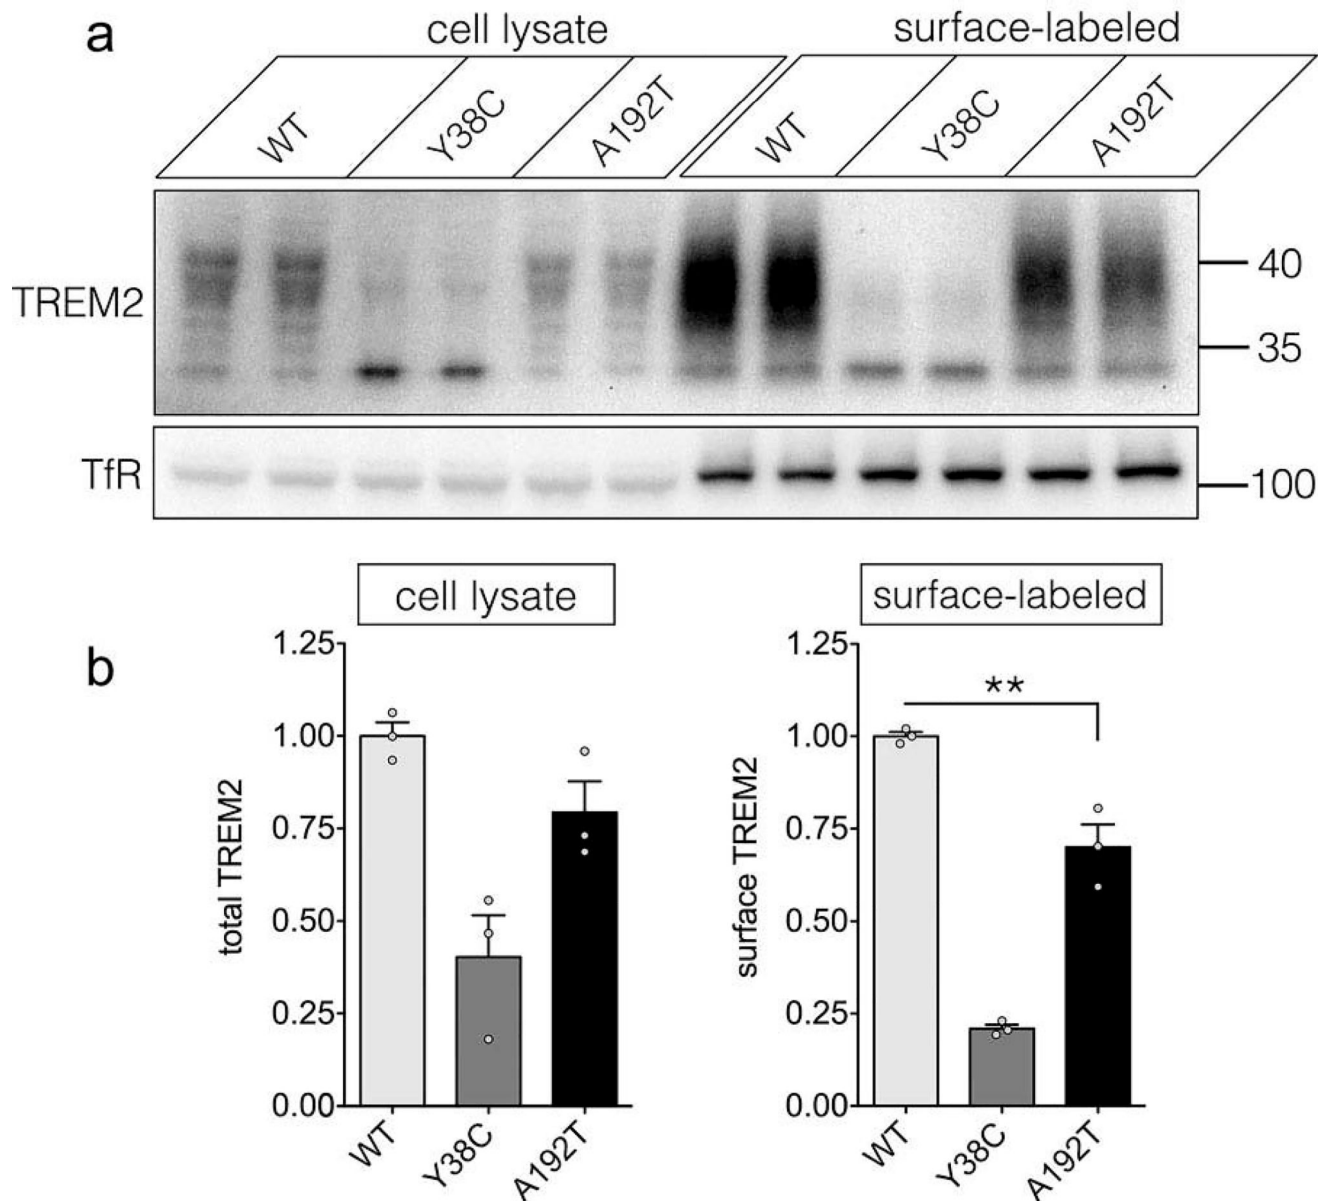 a
cell lysate surface-labeled
WT Y38C A192T WT Y38C A192T
TREM2
40
35
TfR
100
b
cell lysate
total TREM2
1.25
1.00
0.75
0.50
0.25
0.00
WT Y38C A192T
surface-labeled
surface TREM2
1.25
1.00
0.75
0.50
0.25
0.00
**
WT Y38C A192T